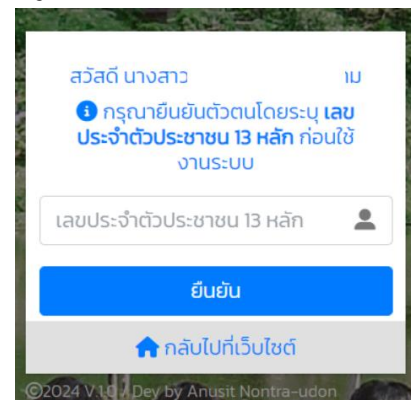 สวัสดี นางสาว
กรุณายืนยันตัวตนโดยระบุ เลข
ประจำตัวประชาชน 13 หลัก ก่อนใช้
งานระบบ
เลขประจำตัวประชาชน 13 หลัก
ยืนยัน
กลับไปที่เว็บไซต์
©2024 V.1.0 / Dev by Anusit Nontra-udon